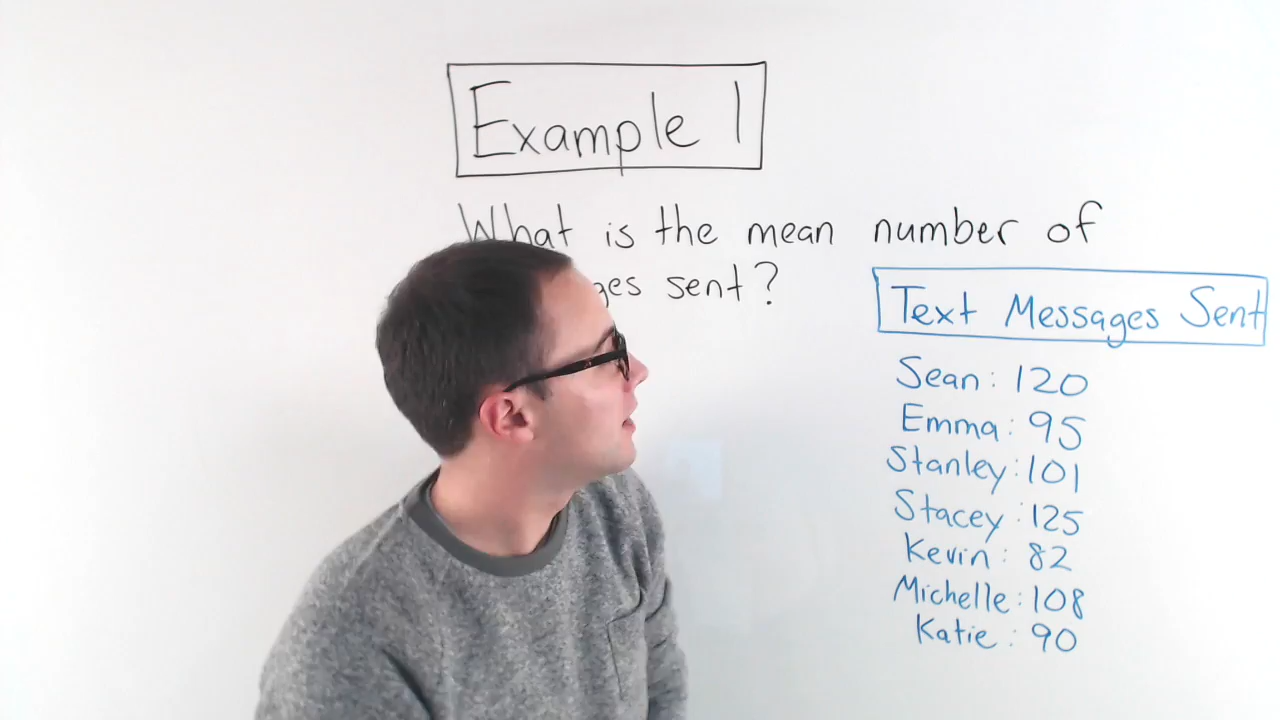 Example 1
What is the mean number of
sent?
Text Messages Sent
Sean: 120
Emma: 95
Stanley: 101
Stacey: 125
Kevin: 82
Michelle: 108
Katie: 90